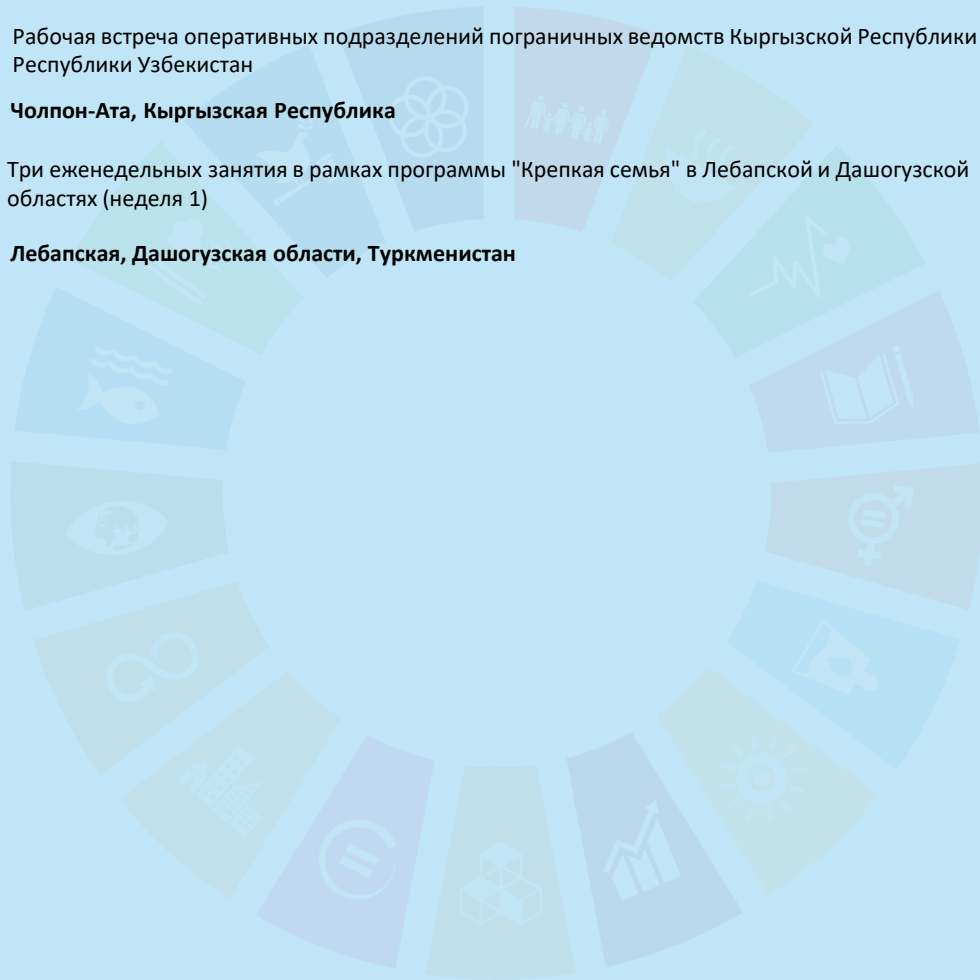 Рабочая встреча оперативных подразделений пограничных ведомств Кыргызской Республики
Республики Узбекистан
Чолпон-Ата, Кыргызская Республика
Три еженедельных занятия в рамках программы "Крепкая семья" в Лебапской и Дашогузской
областях (неделя 1)
Лебапская, Дашогузская области, Туркменистан